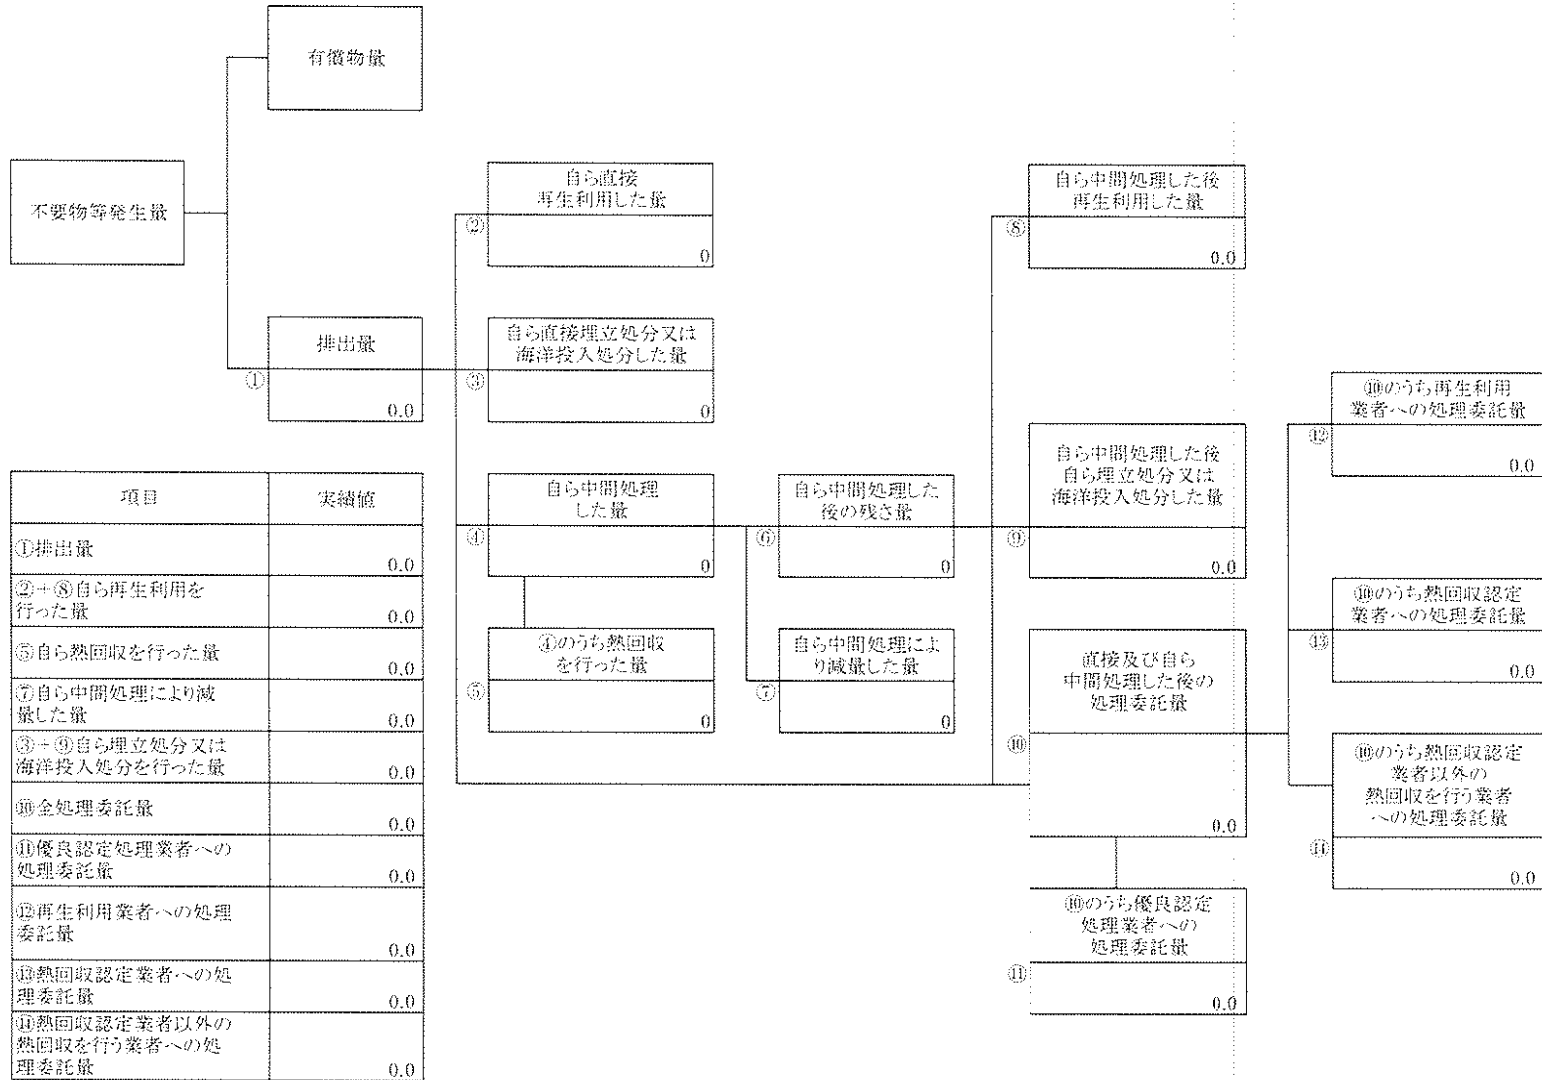 有償物量
不要物等発生量
排出量
①
0.0
自ら直接
再生利用した量
②
0
自ら直接埋立処分又は
海洋投入処分した量
③
0
自ら中間処理
した量
④
0
④のうち熱回収
を行った量
⑤
0
自ら中間処理した
後の残さ量
⑥
0
自ら中間処理によ
り減量した量
⑦
0
自ら中間処理した後
再生利用した量
⑧
0.0
自ら中間処理した後
自ら埋立処分又は
海洋投入処分した量
⑨
0.0
直接及び自ら
中間処理した後の
処理委託量
⑩
0.0
⑩のうち優良認定
処理業者への
処理委託量
⑪
0.0
⑩のうち再生利用
業者への処理委託量
⑫
0.0
⑩のうち熱回収認定
業者への処理委託量
⑬
0.0
⑩のうち熱回収認定
業者以外の
熱回収を行う業者
への処理委託量
⑭
0.0
項目 実績値
①排出量
0.0
②+⑧自ら再生利用を
行った量 0.0
⑤自ら熱回収を行った量
0.0
⑦自ら中間処理により減
量した量 0.0
③+⑨自ら埋立処分又は
海洋投入処分を行った量 0.0
⑩全処理委託量
0.0
⑪優良認定処理業者への
処理委託量 0.0
⑫再生利用業者への処理
委託量
0.0
⑬熱回収認定業者への処
理委託量 0.0
⑭熱回収認定業者以外の
熱回収を行う業者への処
理委託量 0.0